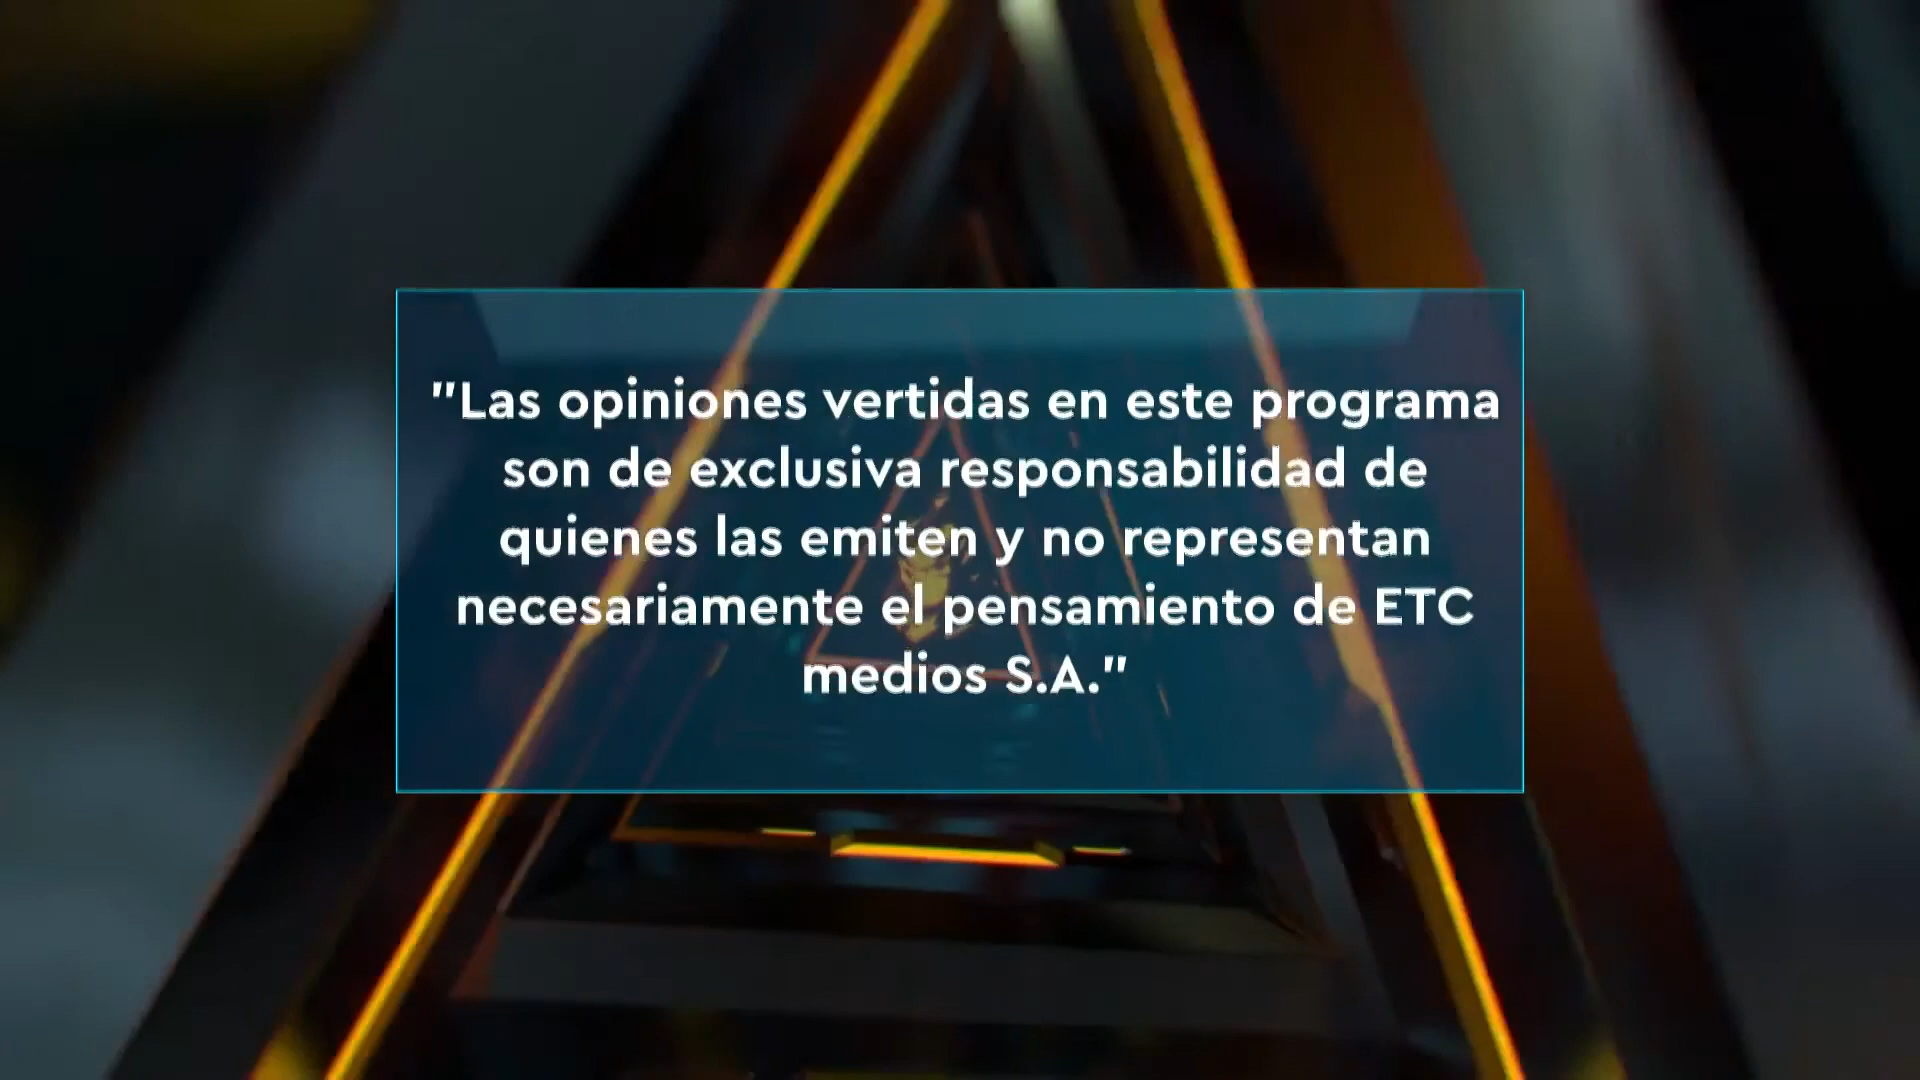 "Las opiniones vertidas en este programa
son de exclusiva responsabilidad de
quienes las emiten y no representan
necesariamente el pensamiento de ETC
medios S.A."